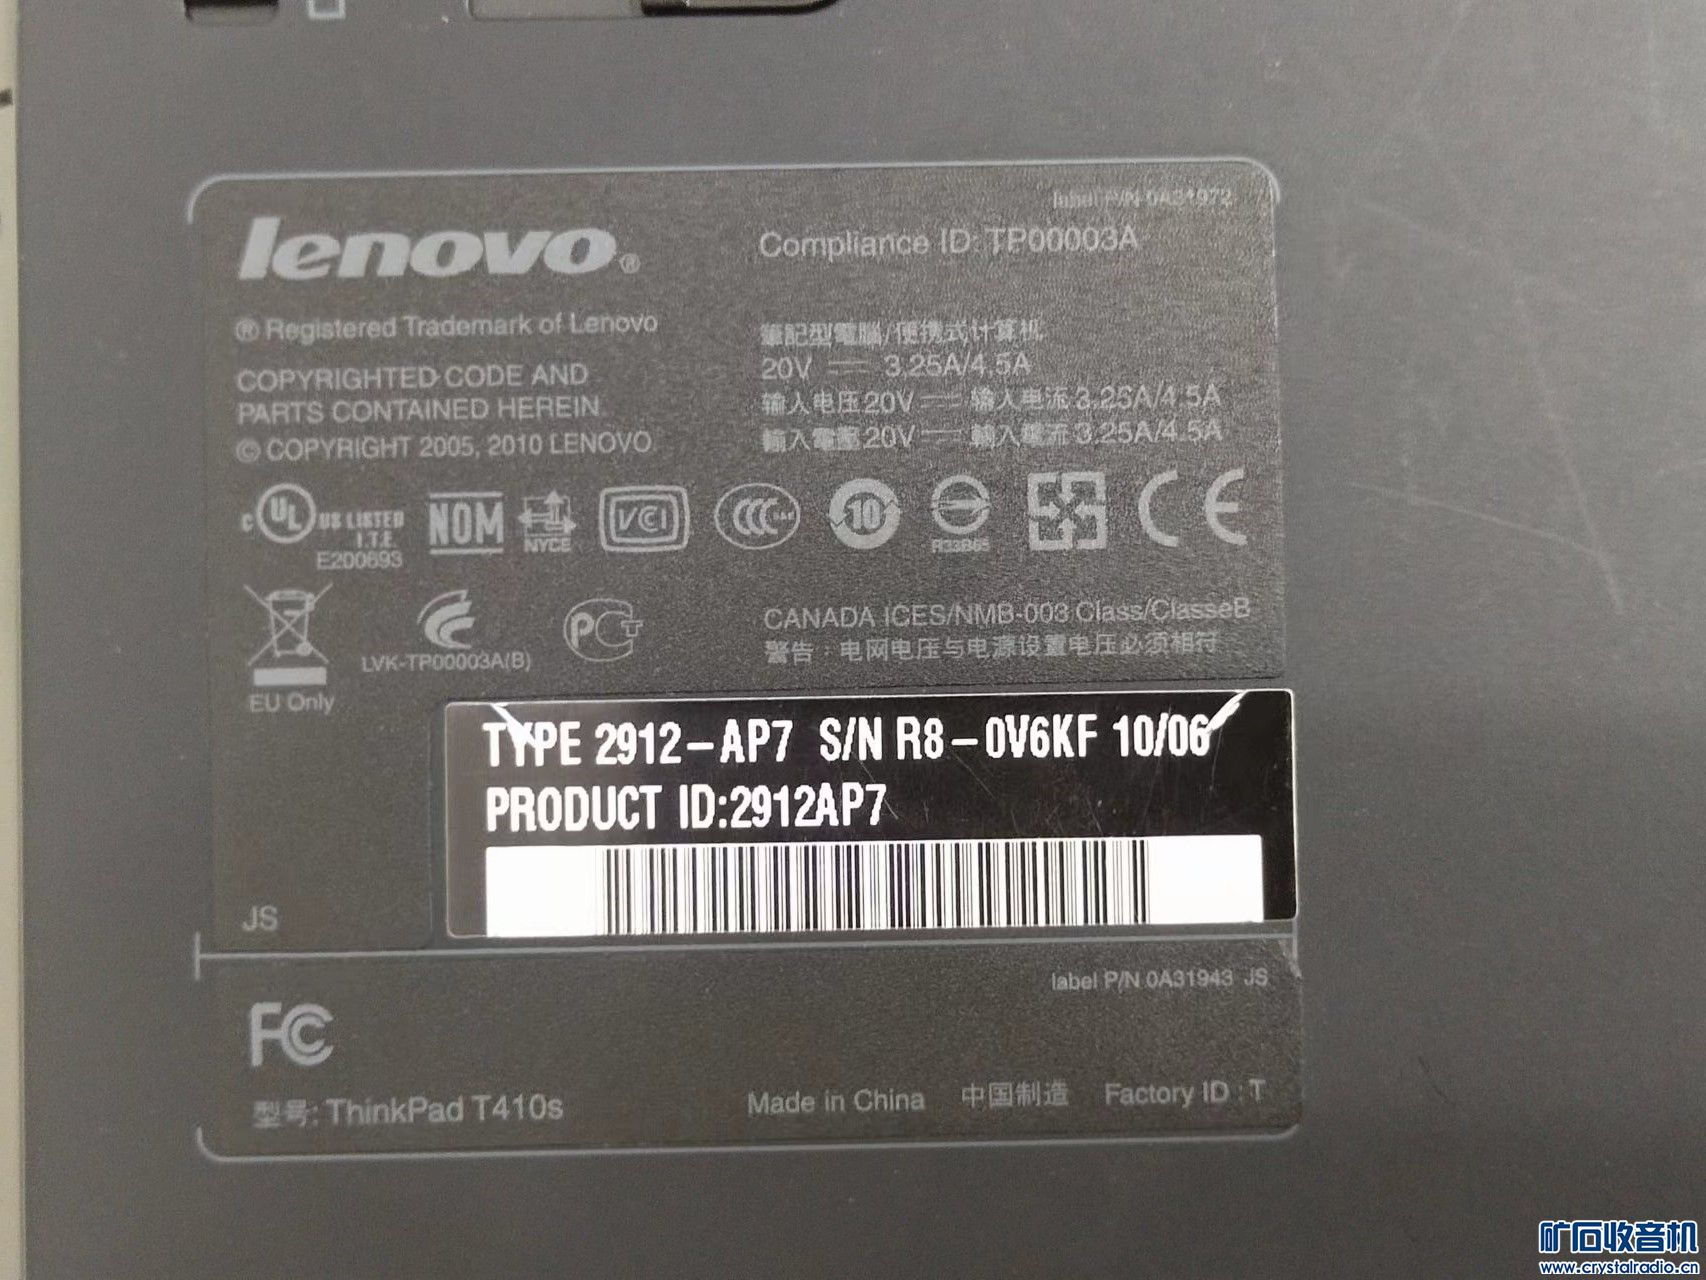 label P/N 0A31972
lenovo®
Compliance ID: TP00003A
® Registered Trademark of Lenovo
COPYRIGHTED CODE AND
PARTS CONTAINED HEREIN.
© COPYRIGHT 2005, 2010 LENOVO
筆記型電腦/便携式计算机
20V ⎓ 3.25A/4.5A
输入电压20V ⎓ 输入电流3.25A/4.5A
輸入電壓20V ⎓ 輸入電流3.25A/4.5A
C UL US LISTED
I.T.E.
E200693
NOM
NYCE
VCI
CCC
10
R33B65
CE
EU Only
LVK-TP00003A(B)
PCT
CANADA ICES/NMB-003 Class/ClasseB
警告：电网电压与电源设置电压必须相符
TYPE 2912-AP7 S/N R8-0V6KF 10/06
PRODUCT ID:2912AP7
JS
label P/N 0A31943 JS
FC
型号: ThinkPad T410s
Made in China 中国制造 Factory ID : T
矿石收音机
www.crystalradio.cn